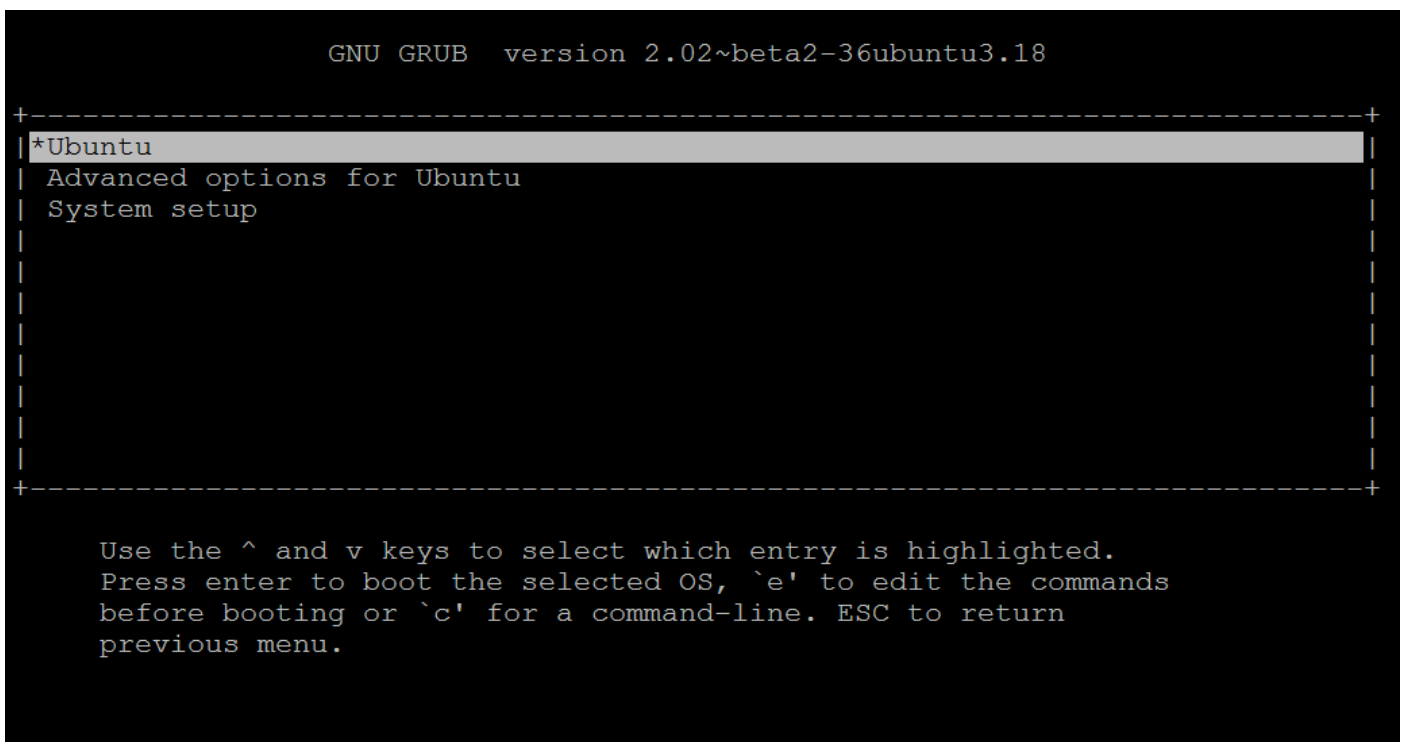 GNU GRUB  version 2.02~beta2-36ubuntu3.18
*Ubuntu
Advanced options for Ubuntu
System setup
Use the ^ and v keys to select which entry is highlighted.
Press enter to boot the selected OS, `e' to edit the commands
before booting or `c' for a command-line. ESC to return
previous menu.